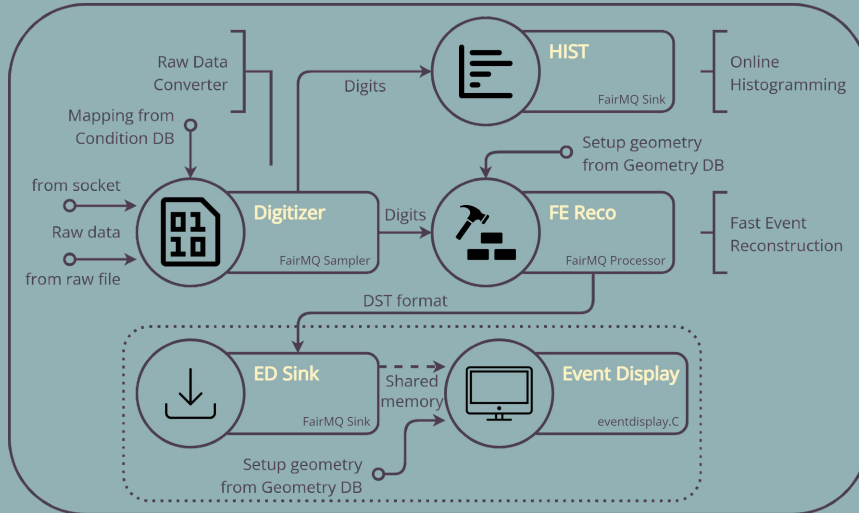 Raw Data
Converter
Digits
HIST
FairMQ Sink
Online
Histogramming
Mapping from
Condition DB
Setup geometry
from Geometry DB
from socket
Raw data
from raw file
01
10
Digitizer
FairMQ Sampler
Digits
FE Reco
FairMQ Processor
Fast Event
Reconstruction
DST format
ED Sink
FairMQ Sink
Shared
memory
Event Display
eventdisplay.C
Setup geometry
from Geometry DB